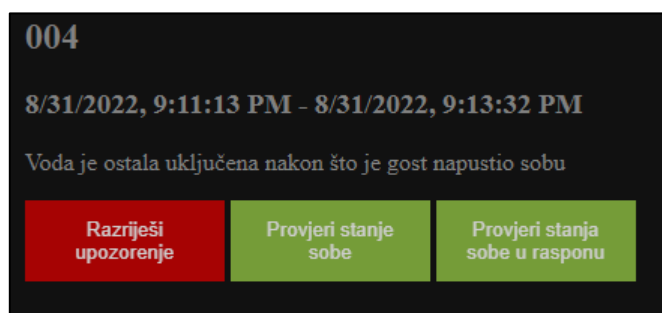 004
8/31/2022, 9:11:13 PM - 8/31/2022, 9:13:32 PM
Voda je ostala uključena nakon što je gost napustio sobu
Razriješi
upozorenje
Provjeri stanje
sobe
Provjeri stanja
sobe u rasponu